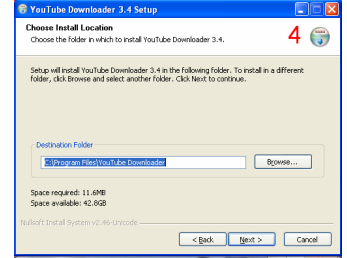 YouTube Downloader 3.4 Setup
Choose Install Location
Choose the folder in which to install YouTube Downloader 3.4.
4
Setup will install YouTube Downloader 3.4 in the following folder. To install in a different
folder, click Browse and select another folder. Click Next to continue.
Destination Folder
C:\Program Files\YouTube Downloader
Browse...
Space required: 11.6MB
Space available: 42.8GB
Nullsoft Install System v2.46-Unicode
< Back
Next >
Cancel